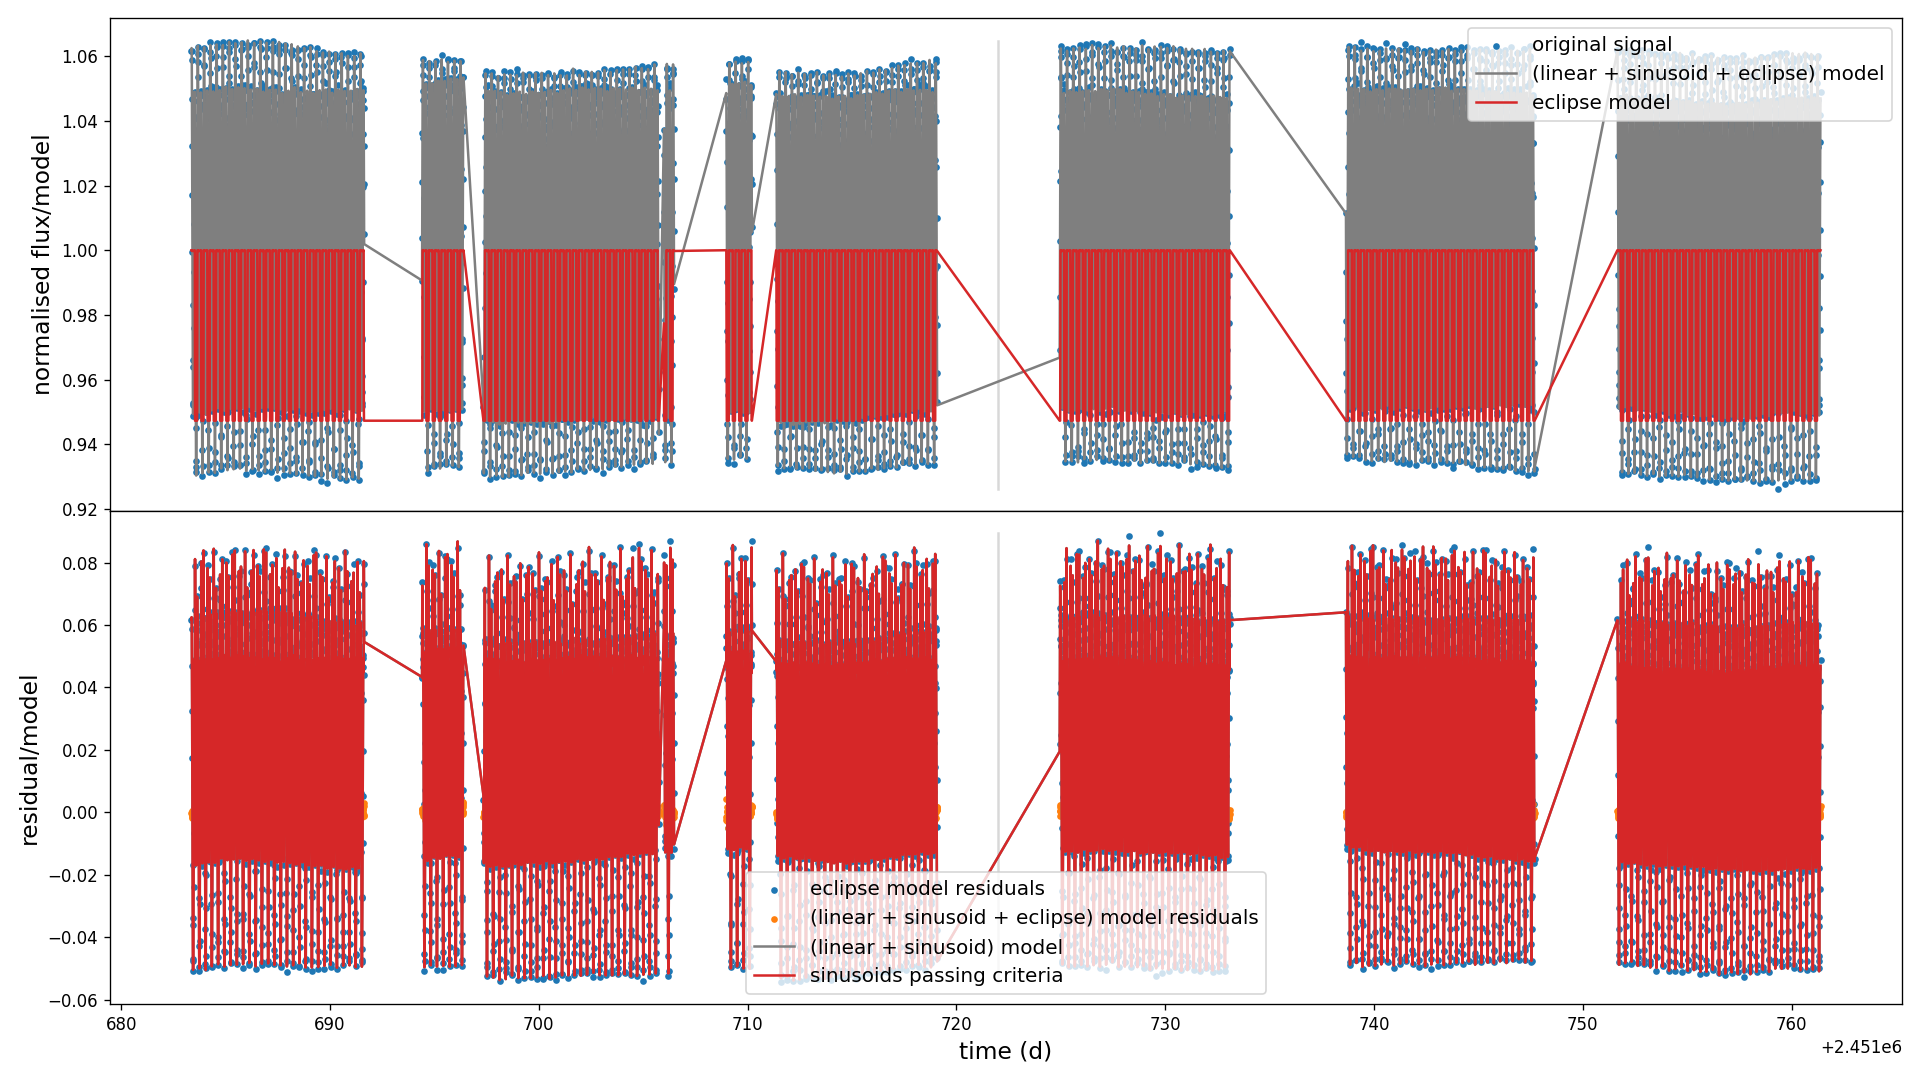 normalised flux/model
1.06
1.04
1.02
1.00
0.98
0.96
0.94
0.92
original signal
(linear + sinusoid + eclipse) model
eclipse model
residual/model
0.08
0.06
0.04
0.02
0.00
−0.02
−0.04
−0.06
eclipse model residuals
(linear + sinusoid + eclipse) model residuals
(linear + sinusoid) model
sinusoids passing criteria
680 690 700 710 720 730 740 750 760
time (d)
+2.451e6